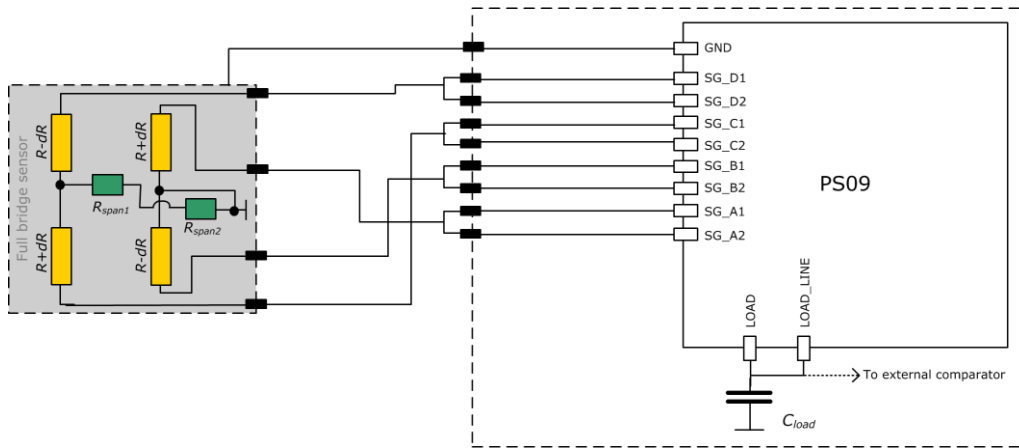 GND
SG_D1
SG_D2
SG_C1
SG_C2
SG_B1
SG_B2
SG_A1
SG_A2
PS09
LOAD
LOAD_LINE
To external comparator
Cload
Full bridge sensor
R-dR
R+dR
Rspan1
Rspan2
R+dR
R-dR